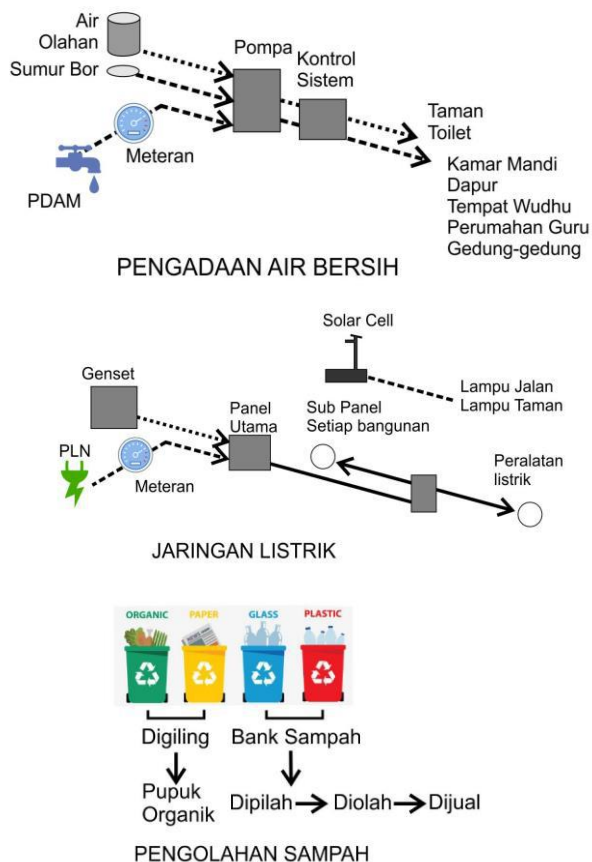 Air
Olahan
Sumur Bor
PDAM
Meteran
Pompa
Kontrol
Sistem
Taman
Toilet
Kamar Mandi
Dapur
Tempat Wudhu
Perumahan Guru
Gedung-gedung
PENGADAAN AIR BERSIH
Solar Cell
Lampu Jalan
Lampu Taman
Genset
PLN
Meteran
Panel
Utama
Sub Panel
Setiap bangunan
Peralatan
listrik
JARINGAN LISTRIK
ORGANIC PAPER GLASS PLASTIC
Digiling Bank Sampah
Pupuk
Organik
Dipilah Diolah Dijual
PENGOLAHAN SAMPAH